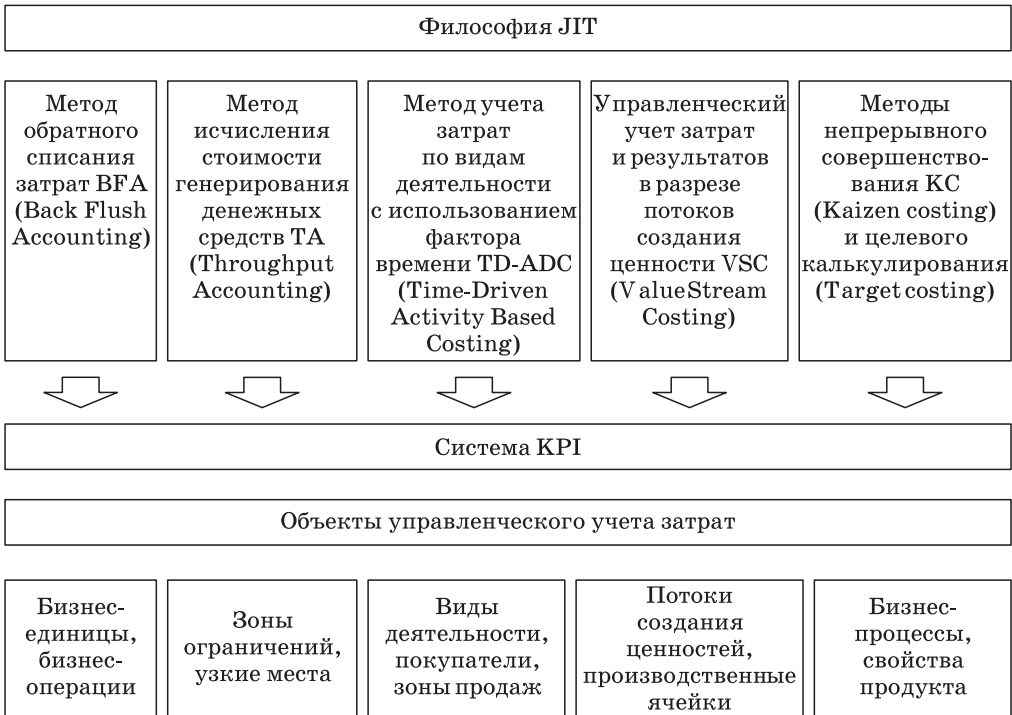 Философия JIT
Метод
обратного
списания
затрат BFA
(Back Flush
Accounting)
Метод
исчисления
стоимости
генерирования
денежных
средств TA
(Throughput
Accounting)
Метод учета
затрат
по видам
деятельности
с использованием
фактора
времени TD-ADC
(Time-Driven
Activity Based
Costing)
Управленческий
учет затрат
и результатов
в разрезе
потоков
создания
ценности VSC
(ValueStream
Costing)
Методы
непрерывного
совершенство-
вания KC
(Kaizen costing)
и целевого
калькулирования
(Target costing)
Система KPI
Объекты управленческого учета затрат
Бизнес-
единицы,
бизнес-
операции
Зоны
ограничений,
узкие места
Виды
деятельности,
покупатели,
зоны продаж
Потоки
создания
ценностей,
производственные
ячейки
Бизнес-
процессы,
свойства
продукта